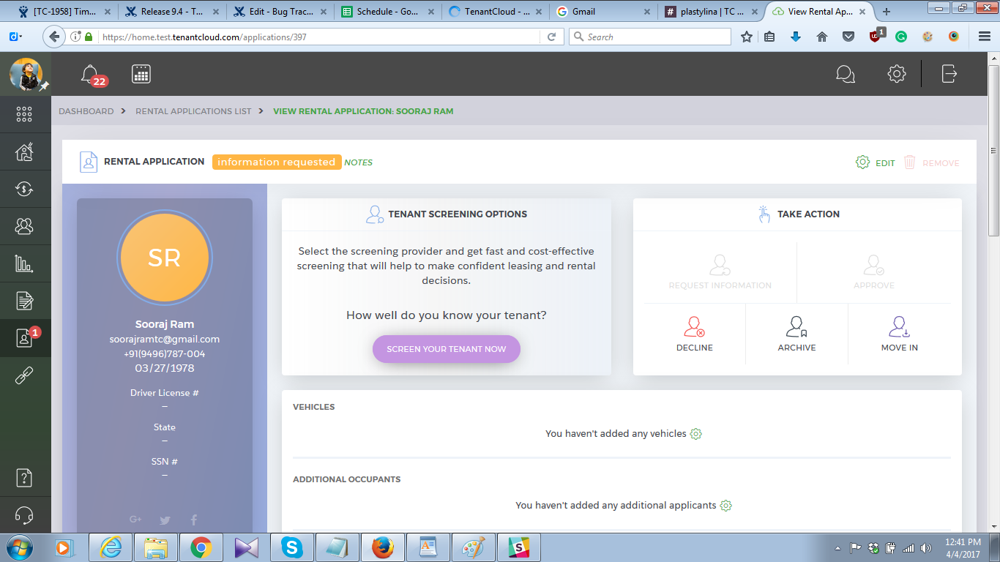 [TC-1958] Tim...
Release 9.4 - T...
Edit - Bug Trac...
Schedule - Go...
TenantCloud - ...
Gmail
plastylina | TC ...
View Rental Ap...
https://home.test.tenantcloud.com/applications/397
Search
1
22
DASHBOARD
RENTAL APPLICATIONS LIST
VIEW RENTAL APPLICATION: SOORAJ RAM
RENTAL APPLICATION
information requested
NOTES
EDIT
REMOVE
SR
Sooraj Ram
soorajramtc@gmail.com
+91(9496)787-004
03/27/1978
Driver License #
—
State
—
SSN #
—
G+
TENANT SCREENING OPTIONS
Select the screening provider and get fast and cost-effective
screening that will help to make confident leasing and rental
decisions.
How well do you know your tenant?
SCREEN YOUR TENANT NOW
TAKE ACTION
REQUEST INFORMATION
APPROVE
DECLINE
ARCHIVE
MOVE IN
VEHICLES
You haven't added any vehicles
ADDITIONAL OCCUPANTS
You haven't added any additional applicants
1
12:41 PM
4/4/2017